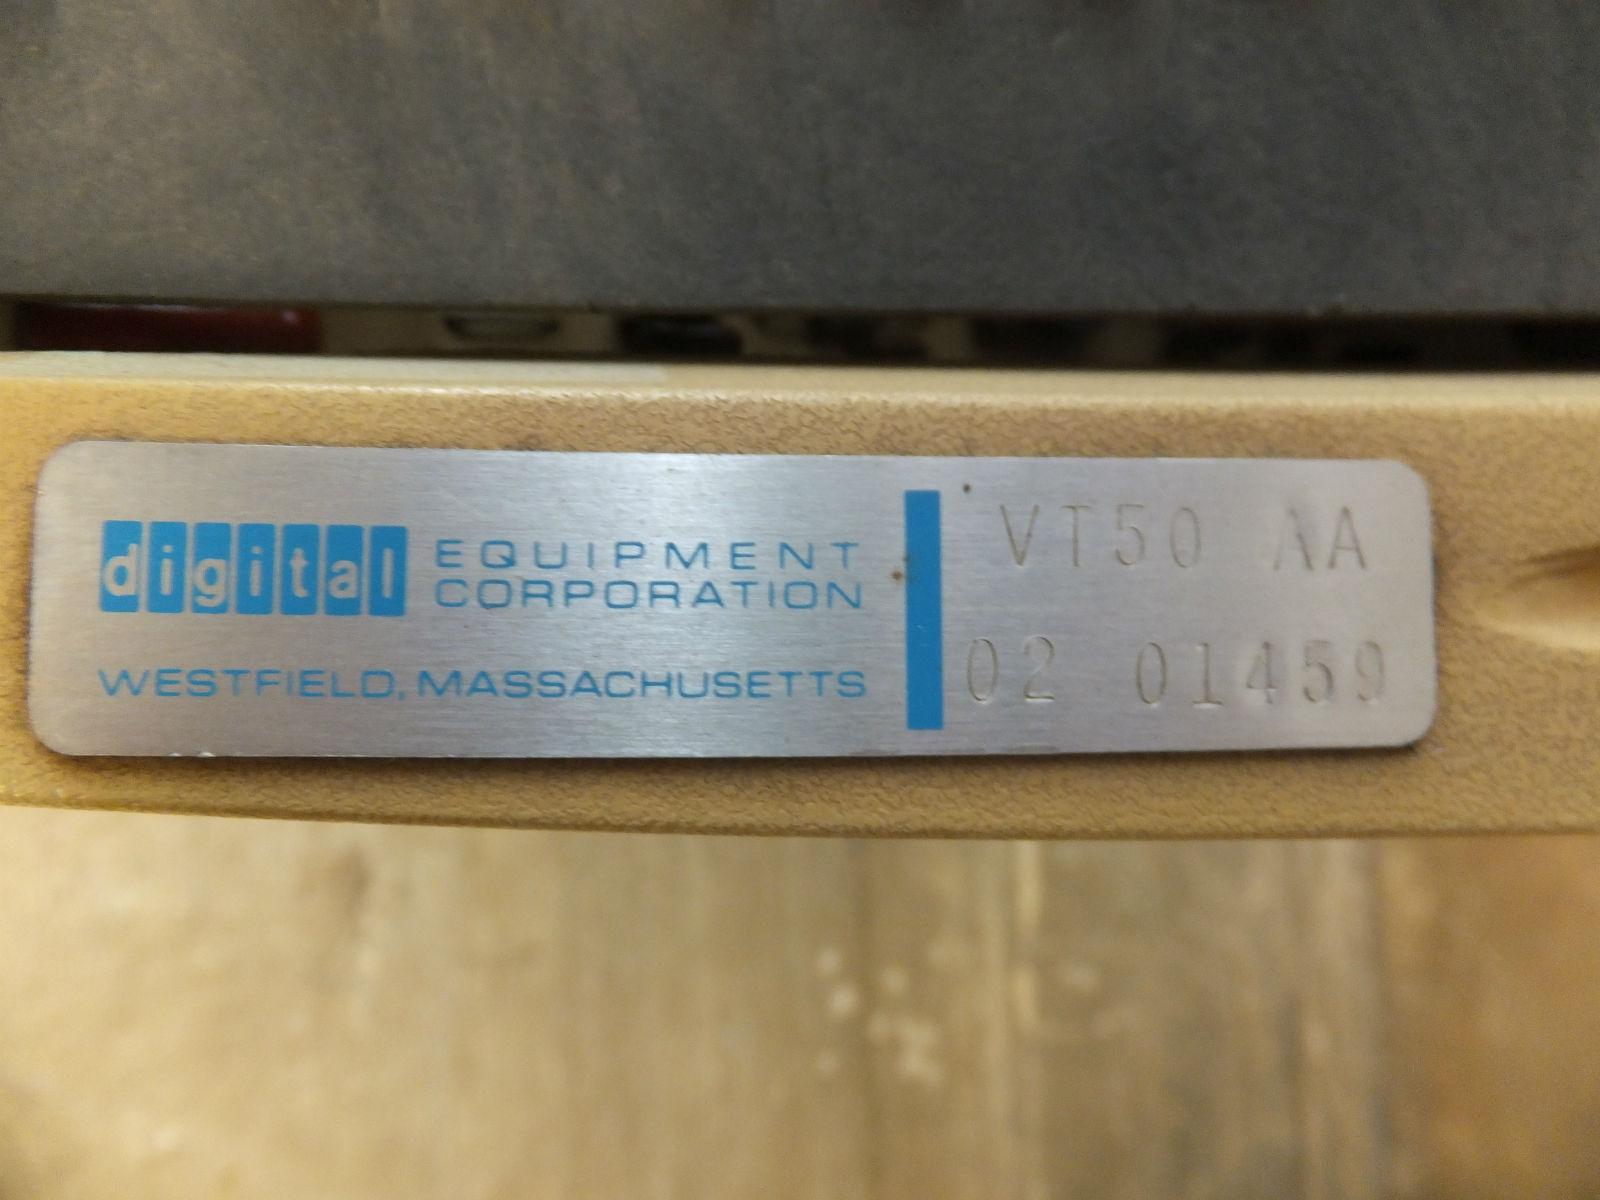 digital EQUIPMENT
CORPORATION
WESTFIELD, MASSACHUSETTS
VT50 AA
02 01459